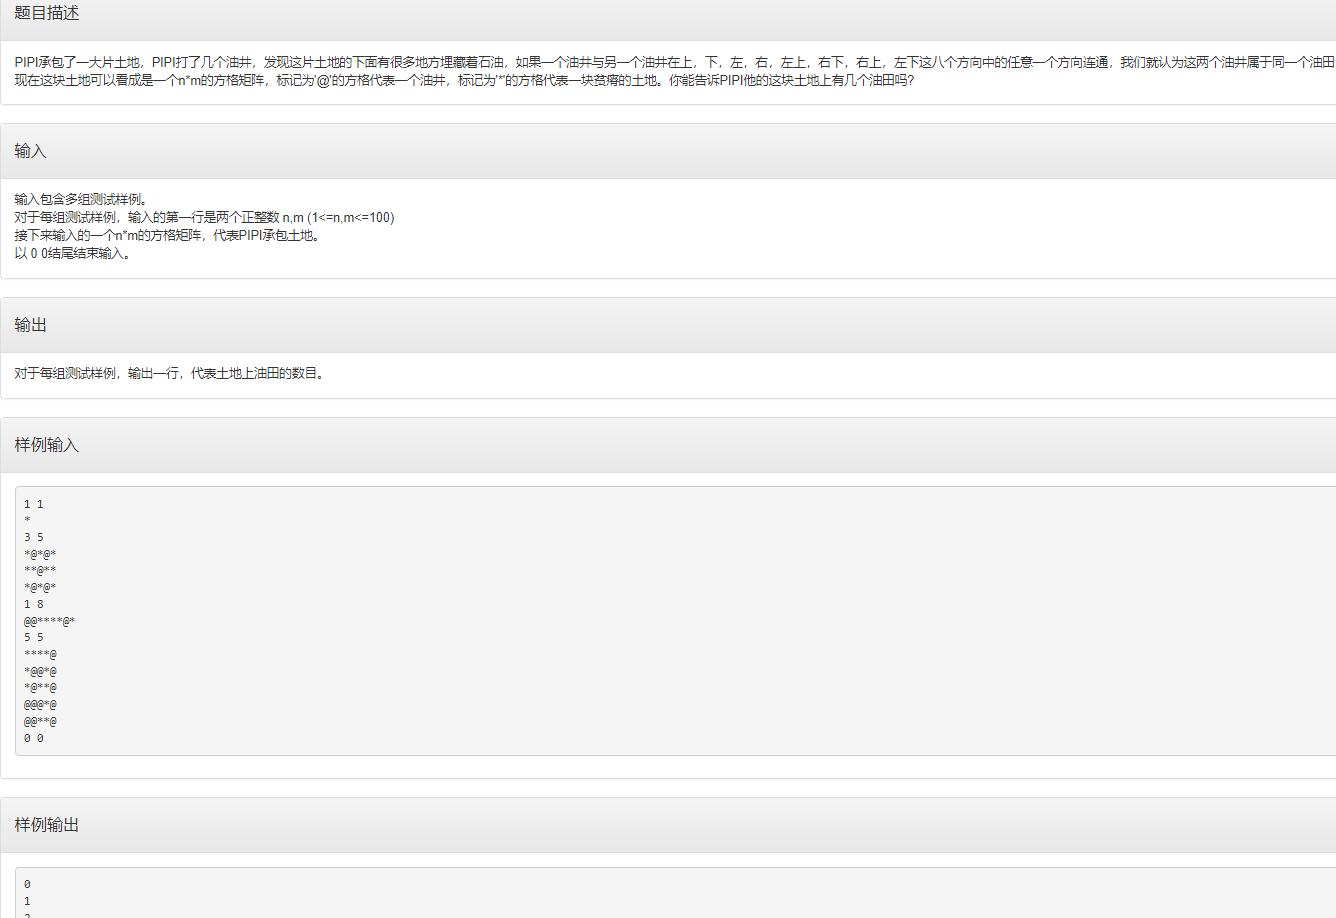 题目描述
PIPI承包了一大片土地，PIPI打了几个油井，发现这片土地的下面有很多地方埋藏着石油，如果一个油井与另一个油井在上，下，左，右，左上，右下，右上，左下这八个方向中的任意一个方向连通，我们就认为这两个油井属于同一个油田
现在这块土地可以看成是一个n*m的方格矩阵，标记为'@'的方格代表一个油井，标记为'*'的方格代表一块贫瘠的土地。你能告诉PIPI他的这块土地上有几个油田吗?
输入
输入包含多组测试样例。
对于每组测试样例，输入的第一行是两个正整数 n,m (1<=n,m<=100)
接下来输入的一个n*m的方格矩阵，代表PIPI承包土地。
以 0 0结尾结束输入。
输出
对于每组测试样例，输出一行，代表土地上油田的数目。
样例输入
1 1
*
3 5
*@*@*
**@**
*@*@*
1 8
@@****@*
5 5
****@
*@@*@
*@**@
@@@*@
@@**@
0 0
样例输出
0
1